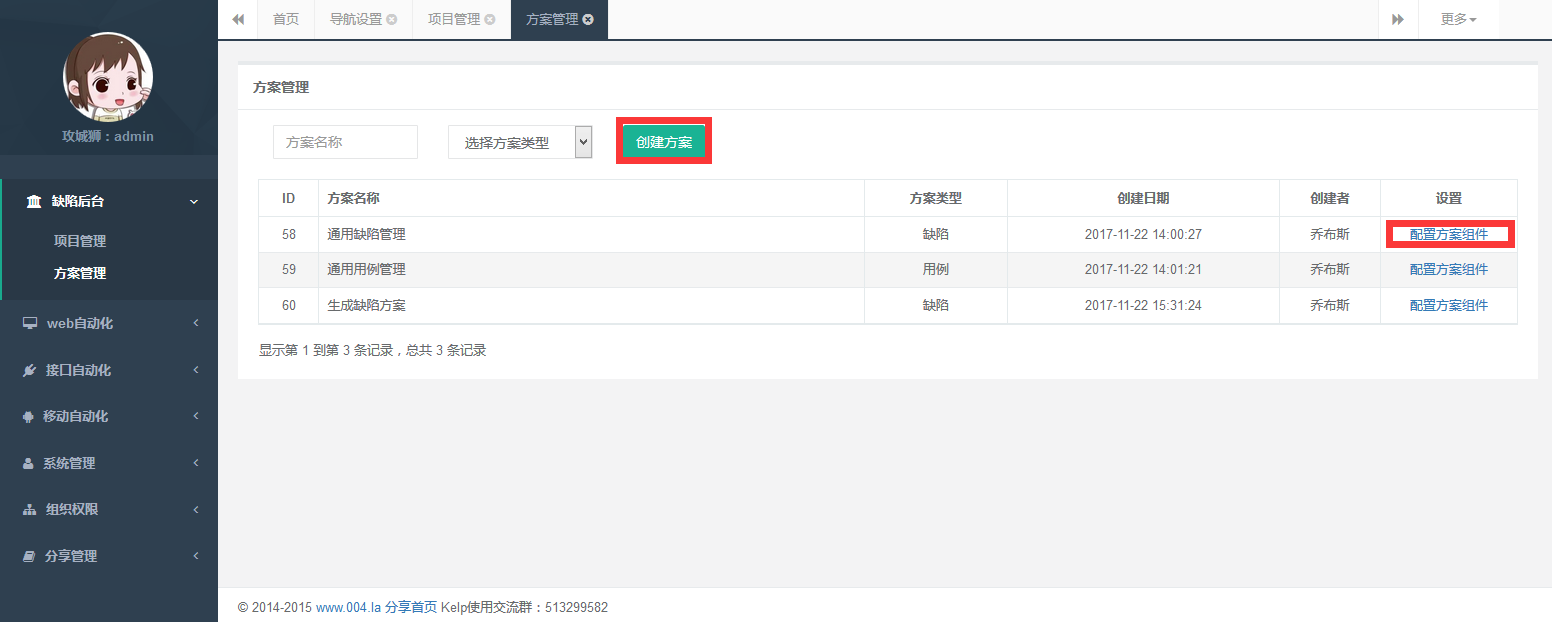 首页 导航设置 项目管理 方案管理 更多
攻城狮：admin
缺陷后台
项目管理
方案管理
web自动化
接口自动化
移动自动化
系统管理
组织权限
分享管理
方案管理
方案名称 选择方案类型 创建方案
ID 方案名称 方案类型 创建日期 创建者 设置
58 通用缺陷管理 缺陷 2017-11-22 14:00:27 乔布斯 配置方案组件
59 通用用例管理 用例 2017-11-22 14:01:21 乔布斯 配置方案组件
60 生成缺陷方案 缺陷 2017-11-22 15:31:24 乔布斯 配置方案组件
显示第 1 到第 3 条记录，总共 3 条记录
© 2014-2015 www.004.la 分享首页 Kelp使用交流群：513299582